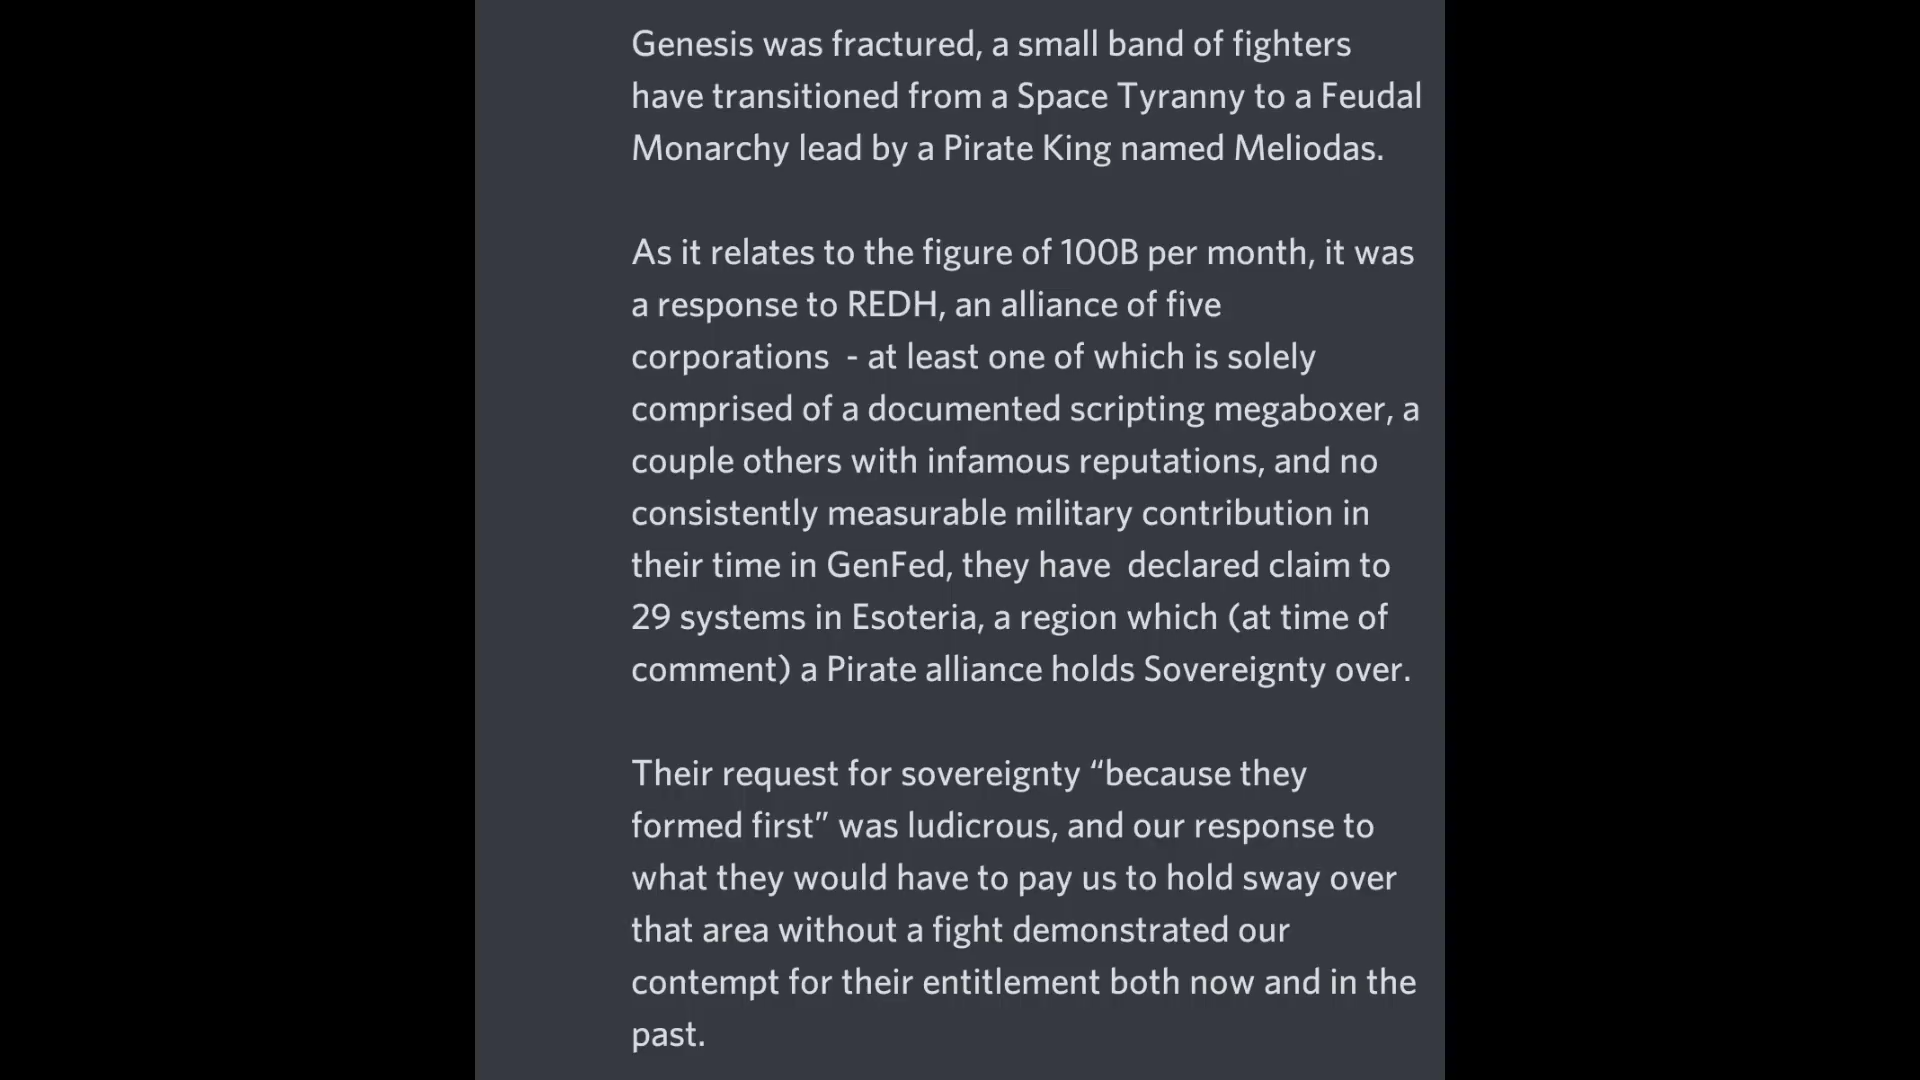 Genesis was fractured, a small band of fighters
have transitioned from a Space Tyranny to a Feudal
Monarchy lead by a Pirate King named Meliodas.
As it relates to the figure of 100B per month, it was
a response to REDH, an alliance of five
corporations  - at least one of which is solely
comprised of a documented scripting megaboxer, a
couple others with infamous reputations, and no
consistently measurable military contribution in
their time in GenFed, they have  declared claim to
29 systems in Esoteria, a region which (at time of
comment) a Pirate alliance holds Sovereignty over.
Their request for sovereignty “because they
formed first” was ludicrous, and our response to
what they would have to pay us to hold sway over
that area without a fight demonstrated our
contempt for their entitlement both now and in the
past.